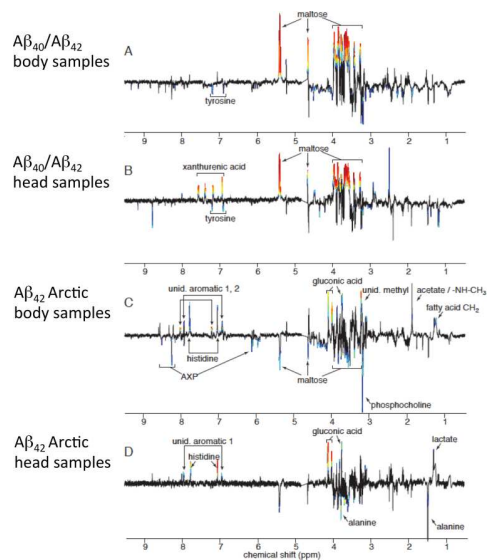 Aβ40/Aβ42
body samples
A
maltose
tyrosine
9 8 7 6 5 4 3 2 1
Aβ40/Aβ42
head samples
B
xanthurenic acid
maltose
tyrosine
9 8 7 6 5 4 3 2 1
Aβ42 Arctic
body samples
C
unid. aromatic 1, 2
gluconic acid
unid. methyl
acetate / -NH-CH3
fatty acid CH2
histidine
AXP
maltose
phosphocholine
9 8 7 6 5 4 3 2 1
Aβ42 Arctic
head samples
D
unid. aromatic 1
histidine
gluconic acid
lactate
alanine
alanine
9 8 7 6 5 4 3 2 1
chemical shift (ppm)